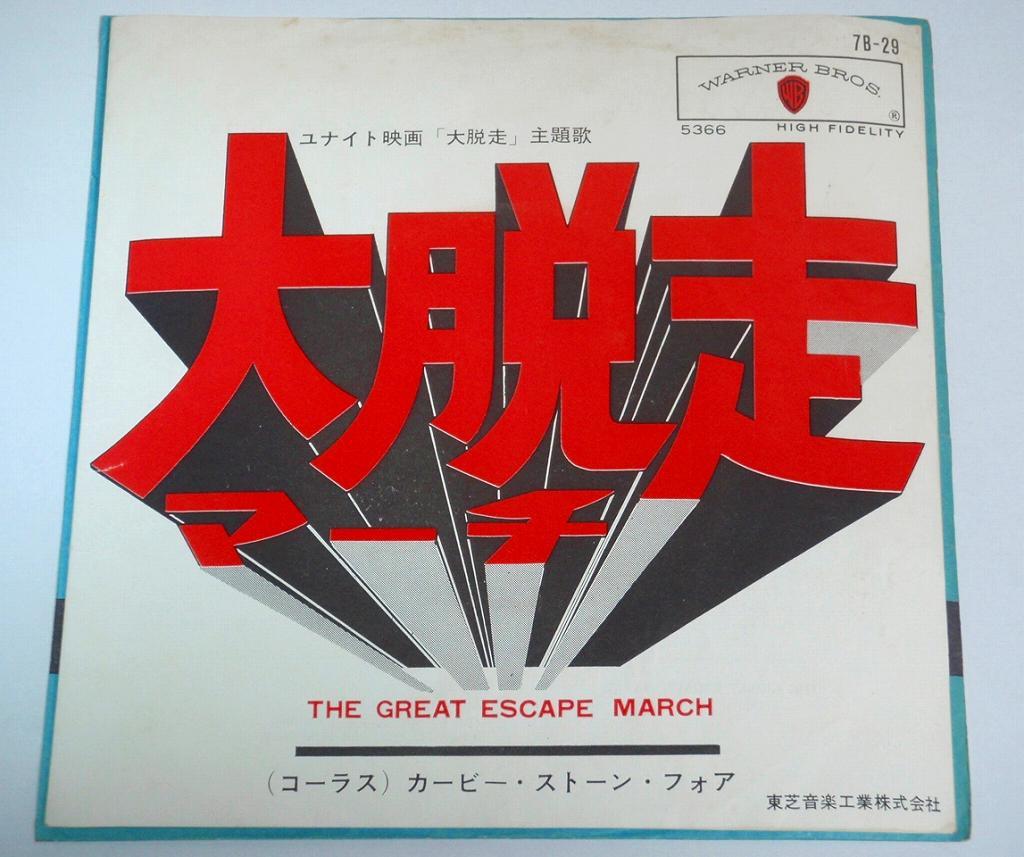 7B-29
WARNER BROS.
WB
®
5366 HIGH FIDELITY
ユナイト映画「大脱走」主題歌
大脱走
マーチ
THE GREAT ESCAPE MARCH
(コーラス) カービー・ストーン・フォア
東芝音楽工業株式会社